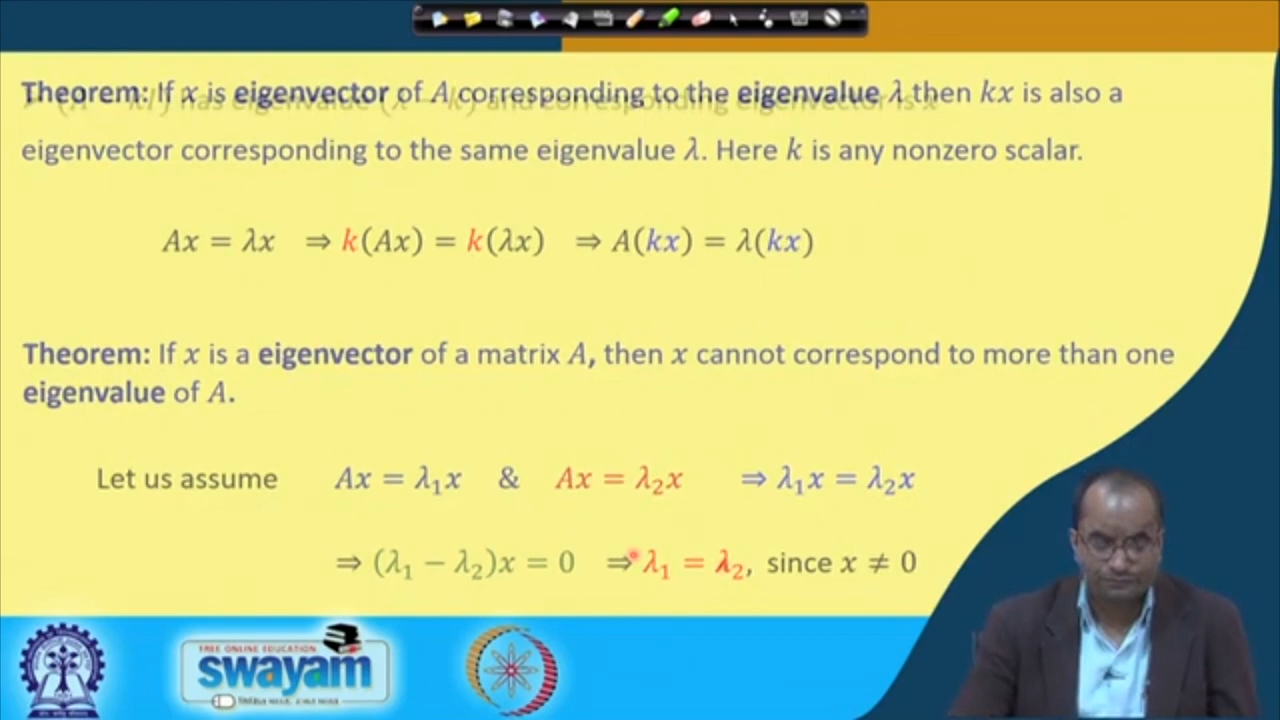 Theorem: If x is eigenvector of A corresponding to the eigenvalue λ then kx is also a
eigenvector corresponding to the same eigenvalue λ. Here k is any nonzero scalar.
Ax = λx ⇒ k(Ax) = k(λx) ⇒ A(kx) = λ(kx)
Theorem: If x is a eigenvector of a matrix A, then x cannot correspond to more than one
eigenvalue of A.
Let us assume Ax = λ₁x & Ax = λ₂x ⇒ λ₁x = λ₂x
⇒ (λ₁ − λ₂)x = 0 ⇒ λ₁ = λ₂, since x ≠ 0
FREE ONLINE EDUCATION
swayam